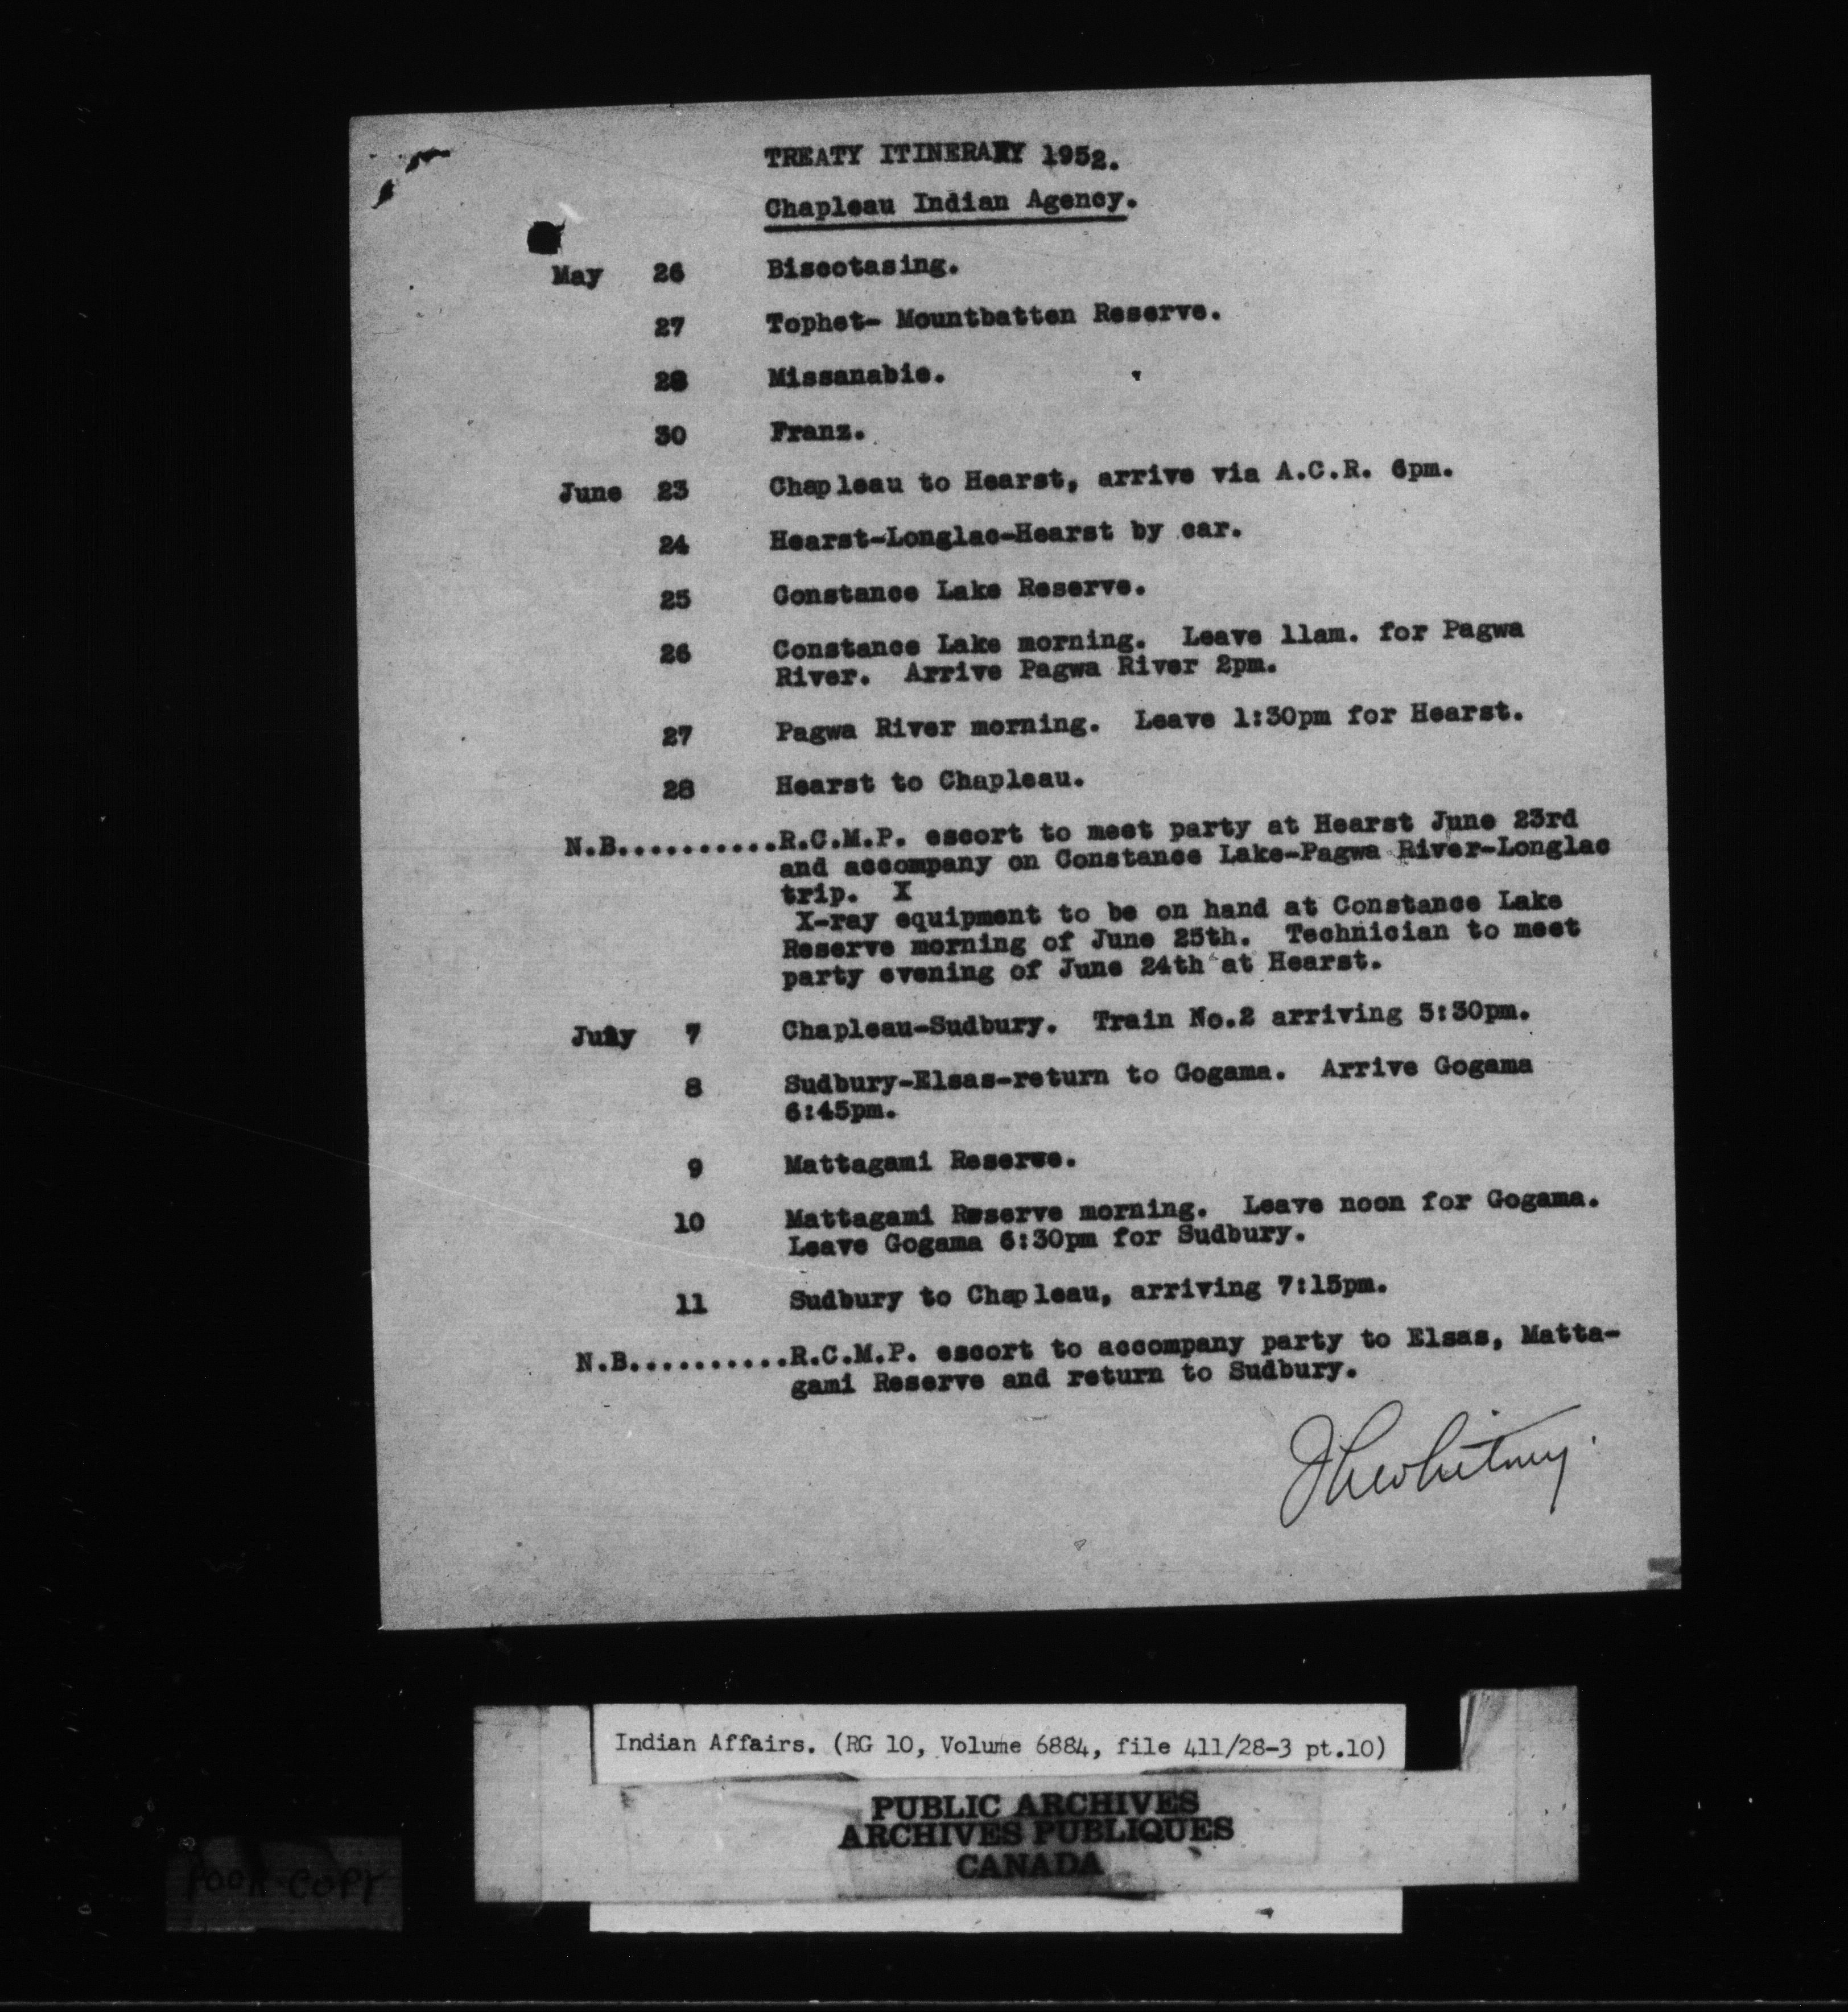 TREATY ITINERARY 1952.
Chapleau Indian Agency.
May 26 Biscotasing.
27 Tophet- Mountbatten Reserve.
28 Missanabie.
30 Franz.
June 23 Chapleau to Hearst, arrive via A.C.R. 6pm.
24 Hearst-Longlac-Hearst by car.
25 Constance Lake Reserve.
26 Constance Lake morning. Leave 11am. for Pagwa
River. Arrive Pagwa River 2pm.
27 Pagwa River morning. Leave 1:30pm for Hearst.
28 Hearst to Chapleau.
N.B..........R.C.M.P. escort to meet party at Hearst June 23rd
and accompany on Constance Lake-Pagwa River-Longlac
trip. X
X-ray equipment to be on hand at Constance Lake
Reserve morning of June 25th. Technician to meet
party evening of June 24th at Hearst.
July 7 Chapleau-Sudbury. Train No.2 arriving 5:30pm.
8 Sudbury-Elsas-return to Gogama. Arrive Gogama
6:45pm.
9 Mattagami Reserve.
10 Mattagami Reserve morning. Leave noon for Gogama.
Leave Gogama 6:30pm for Sudbury.
11 Sudbury to Chapleau, arriving 7:15pm.
N.B..........R.C.M.P. escort to accompany party to Elsas, Matta-
gami Reserve and return to Sudbury.
Whitney.
Indian Affairs. (RG 10, Volume 6884, file 411/28-3 pt.10)
PUBLIC ARCHIVES
ARCHIVES PUBLIQUES
CANADA
POOR COPY